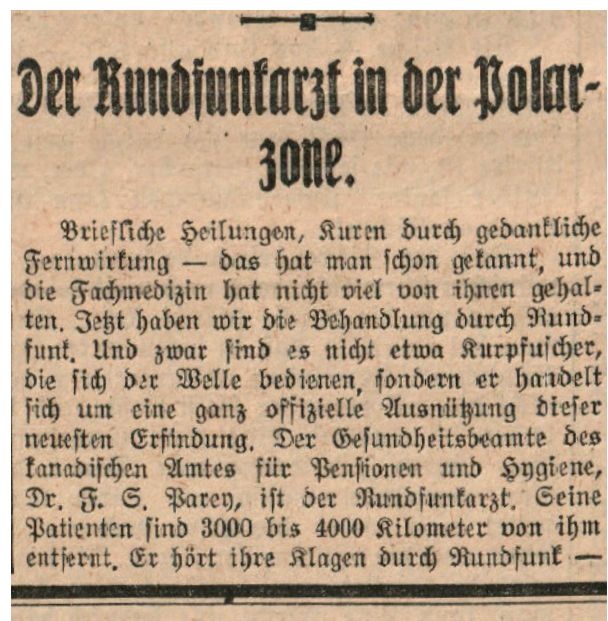 Der Rundfunkarzt in der Polar-
zone.
Briefliche Heilungen, Kuren durch gedankliche
Fernwirkung — das hat man schon gekannt, und
die Fachmedizin hat nicht viel von ihnen gehal-
ten. Jetzt haben wir die Behandlung durch Rund-
funk. Und zwar sind es nicht etwa Kurpfuscher,
die sich der Welle bedienen, sondern er handelt
sich um eine ganz offizielle Ausnützung dieser
neuesten Erfindung. Der Gesundheitsbeamte des
kanadischen Amtes für Pensionen und Hygiene,
Dr. F. S. Parey, ist der Rundfunkarzt. Seine
Patienten sind 3000 bis 4000 Kilometer von ihm
entfernt. Er hört ihre Klagen durch Rundfunk —